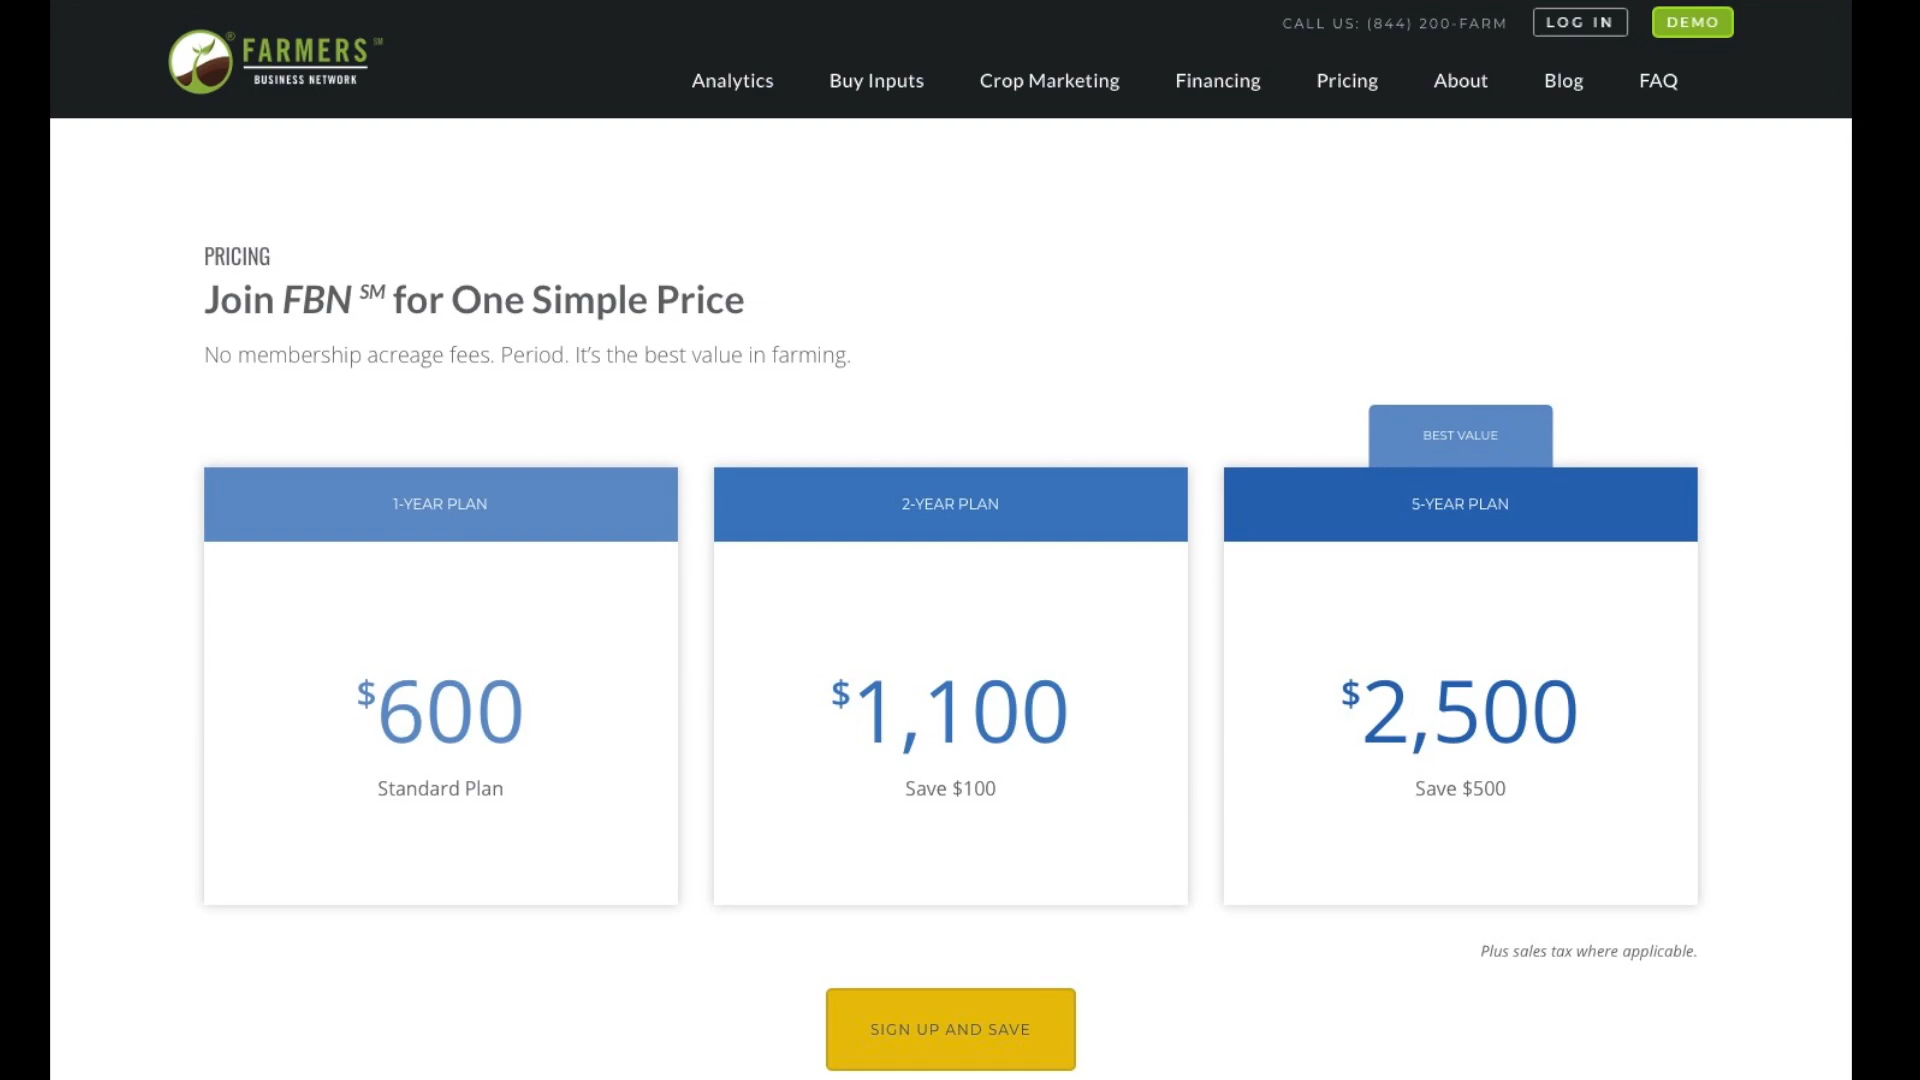 CALL US: (844) 200-FARM
LOG IN
DEMO
FARMERS SM
BUSINESS NETWORK
Analytics
Buy Inputs
Crop Marketing
Financing
Pricing
About
Blog
FAQ
PRICING
Join FBN SM for One Simple Price
No membership acreage fees. Period. It’s the best value in farming.
BEST VALUE
1-YEAR PLAN
2-YEAR PLAN
5-YEAR PLAN
$600
$1,100
$2,500
Standard Plan
Save $100
Save $500
Plus sales tax where applicable.
SIGN UP AND SAVE